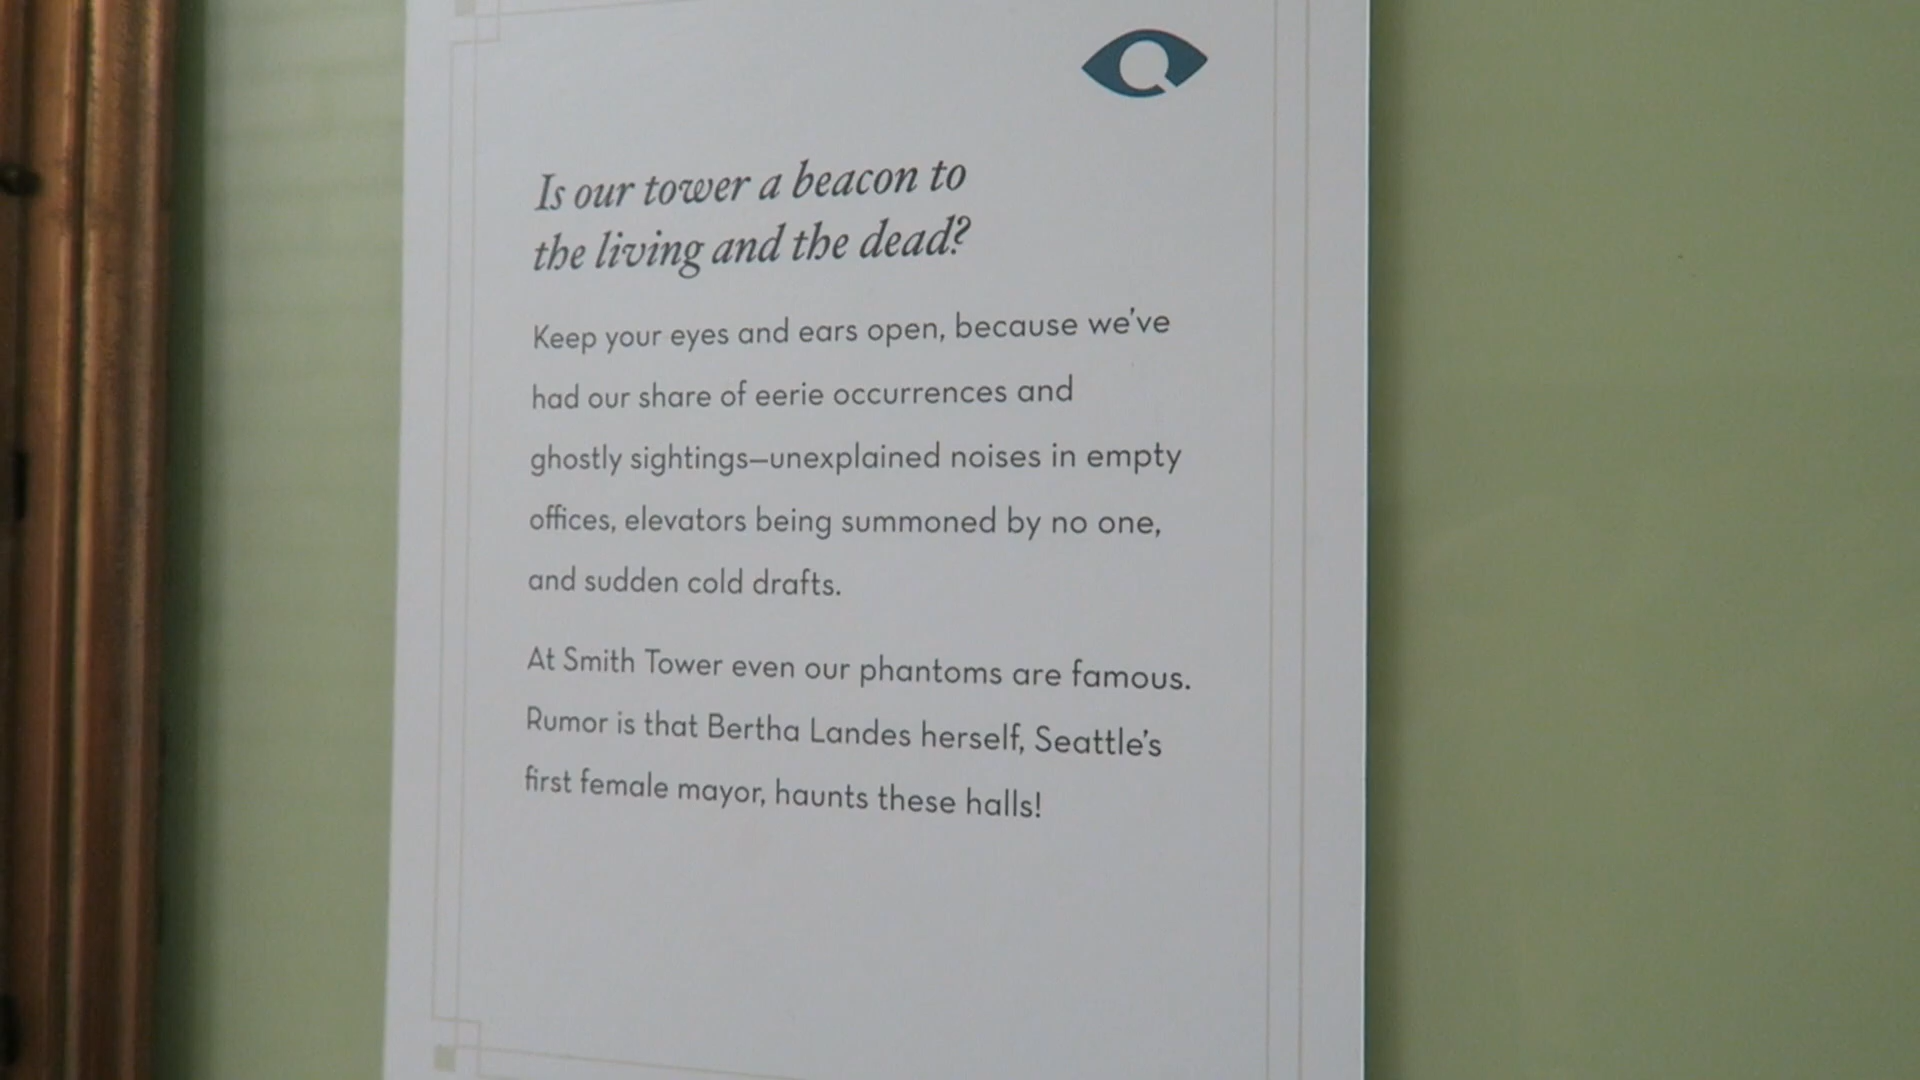 Is our tower a beacon to
the living and the dead?
Keep your eyes and ears open, because we've
had our share of eerie occurrences and
ghostly sightings—unexplained noises in empty
offices, elevators being summoned by no one,
and sudden cold drafts.
At Smith Tower even our phantoms are famous.
Rumor is that Bertha Landes herself, Seattle's
first female mayor, haunts these halls!